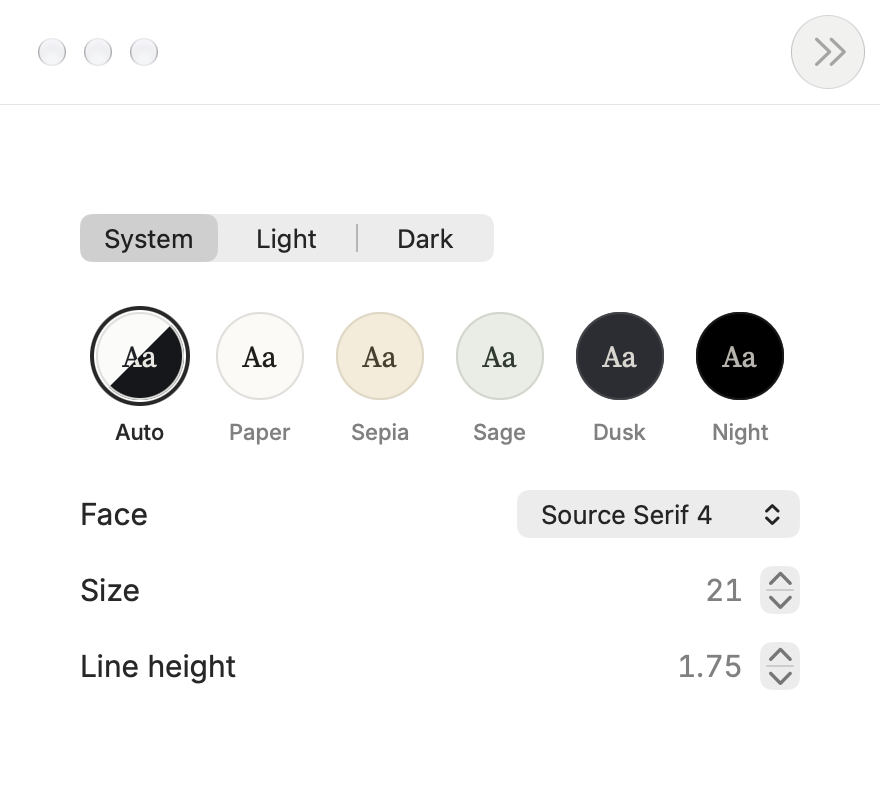 System Light Dark
Aa Aa Aa Aa Aa Aa
Auto Paper Sepia Sage Dusk Night
Face Source Serif 4
Size 21
Line height 1.75